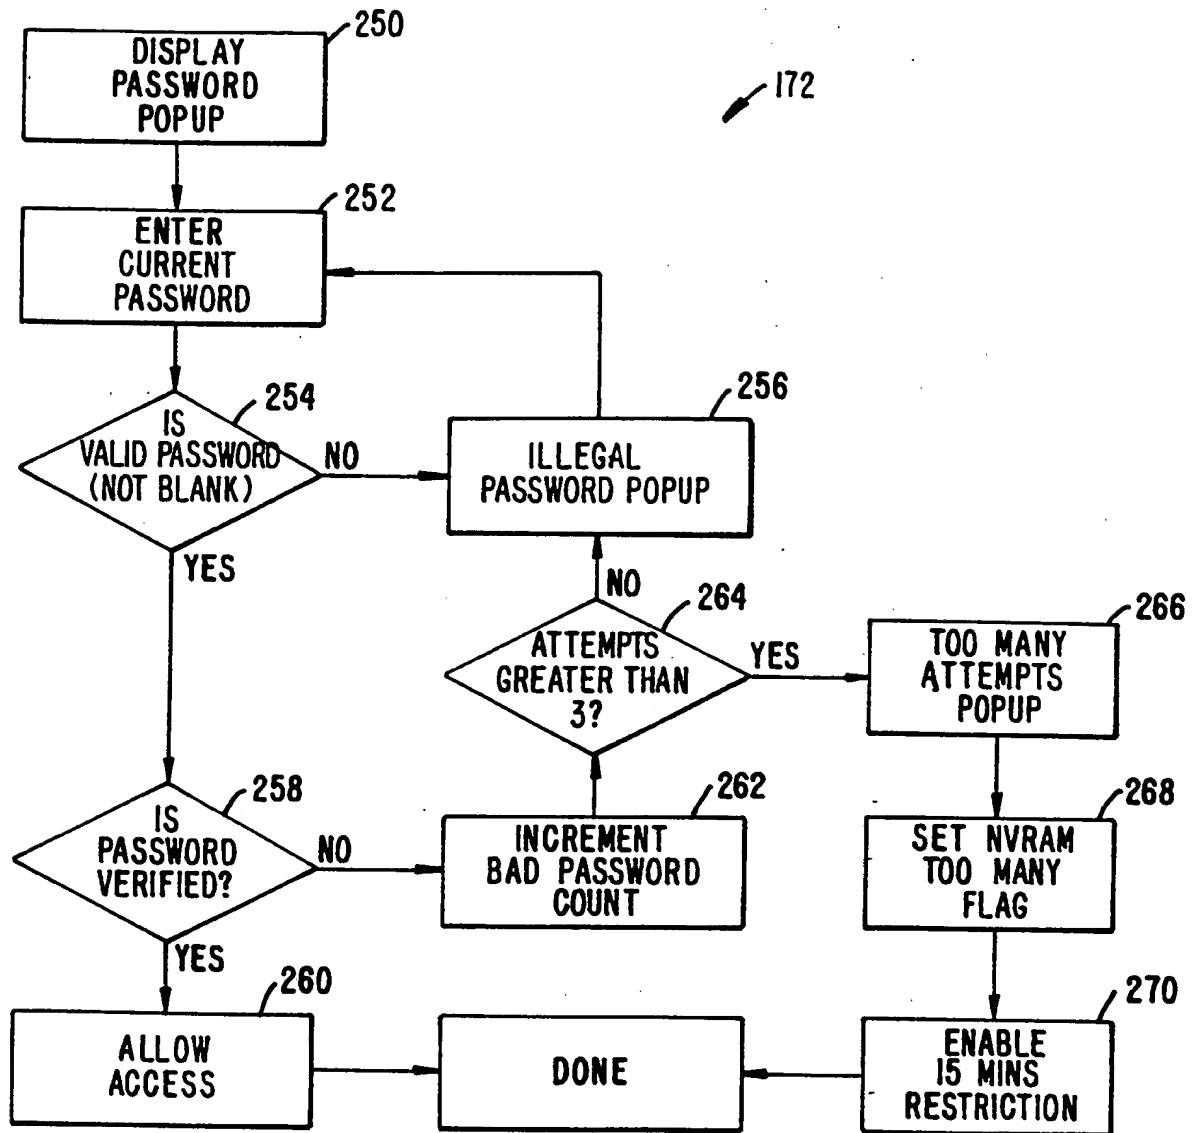 250
DISPLAY
PASSWORD
POPUP
172
252
ENTER
CURRENT
PASSWORD
254
IS
VALID PASSWORD
(NOT BLANK)
NO
YES
256
ILLEGAL
PASSWORD POPUP
NO
264
ATTEMPTS
GREATER THAN
3?
YES
266
TOO MANY
ATTEMPTS
POPUP
258
IS
PASSWORD
VERIFIED?
NO
YES
262
INCREMENT
BAD PASSWORD
COUNT
268
SET NVRAM
TOO MANY
FLAG
260
ALLOW
ACCESS
DONE
270
ENABLE
15 MINS
RESTRICTION